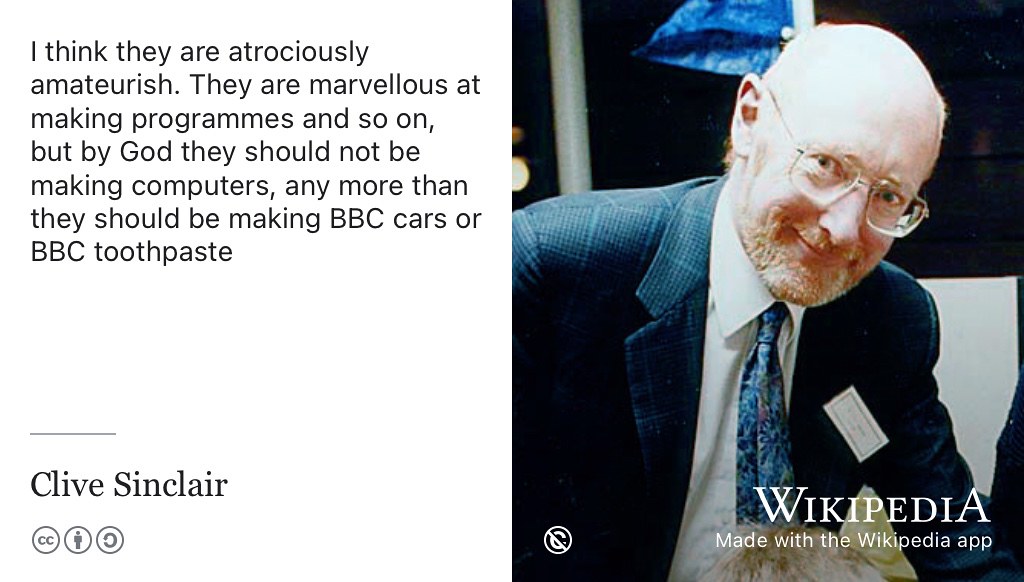 I think they are atrociously
amateurish. They are marvellous at
making programmes and so on,
but by God they should not be
making computers, any more than
they should be making BBC cars or
BBC toothpaste
Clive Sinclair
cc
WIKIPEDIA
Made with the Wikipedia app